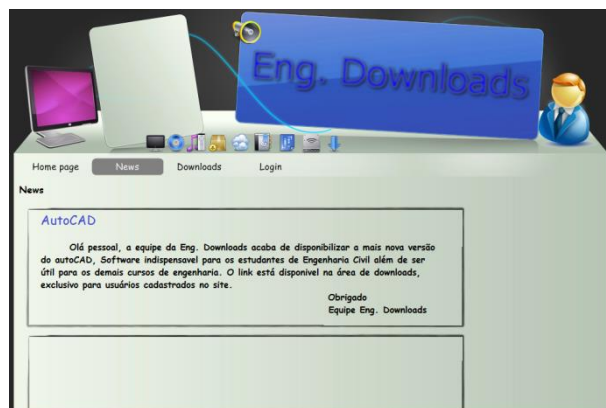 Eng. Downloads
Home page News Downloads Login
News
AutoCAD
Olá pessoal, a equipe da Eng. Downloads acaba de disponibilizar a mais nova versão
do autoCAD, Software indispensavel para os estudantes de Engenharia Civil além de ser
útil para os demais cursos de engenharia. O link está disponivel na área de downloads,
exclusivo para usuários cadastrados no site.
Obrigado
Equipe Eng. Downloads